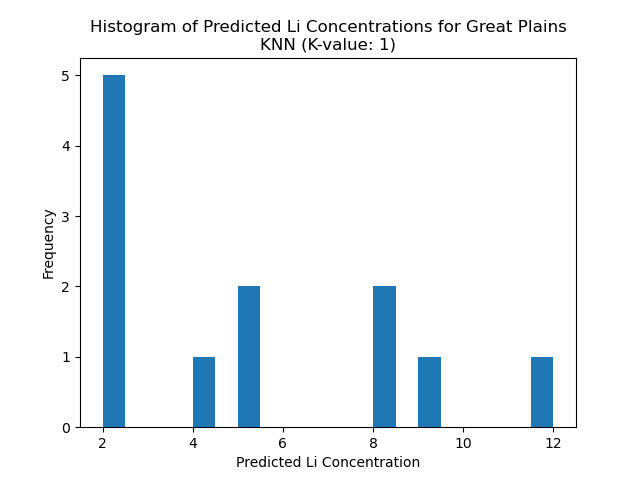 Histogram of Predicted Li Concentrations for Great Plains
KNN (K-value: 1)
5
4
3
2
1
0
Frequency
2 4 6 8 10 12
Predicted Li Concentration